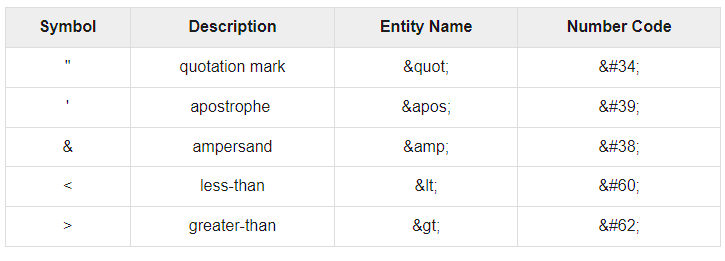 Symbol Description Entity Name Number Code
" quotation mark &quot; &#34;
' apostrophe &apos; &#39;
& ampersand &amp; &#38;
< less-than &lt; &#60;
> greater-than &gt; &#62;